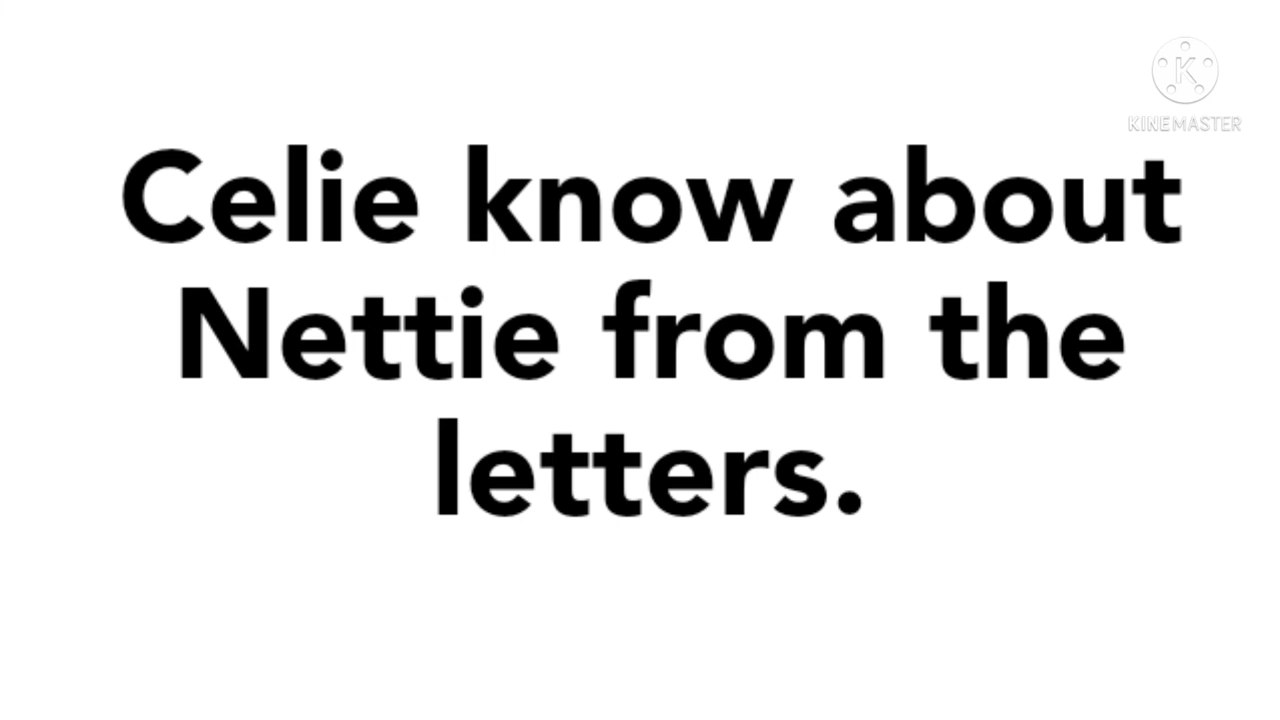 K
KINEMASTER
Celie know about
Nettie from the
letters.